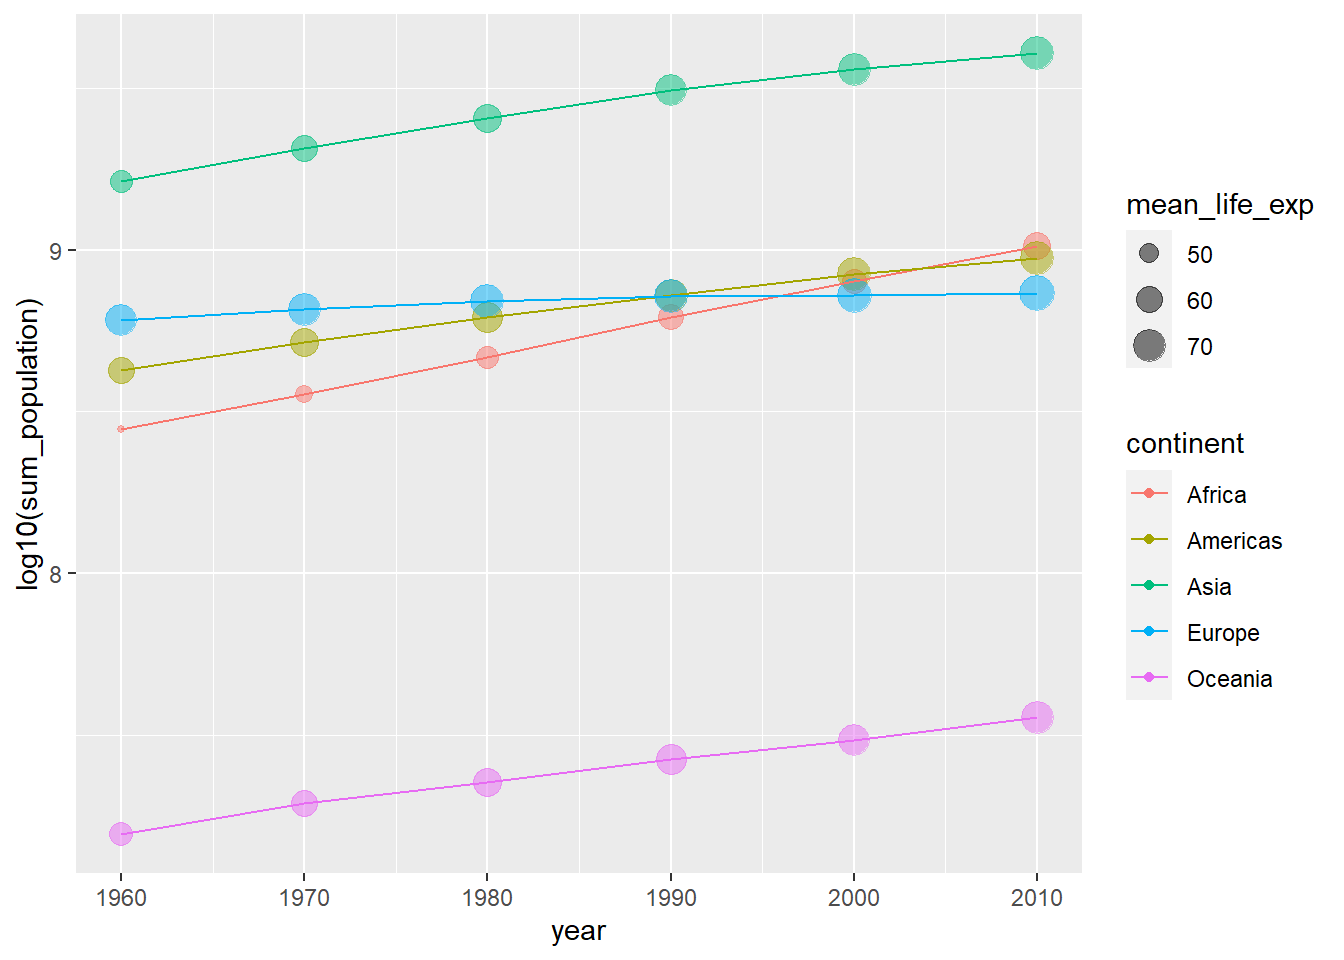 log10(sum_population)
9
8
1960
1970
1980
1990
2000
2010
year
mean_life_exp
50
60
70
continent
Africa
Americas
Asia
Europe
Oceania